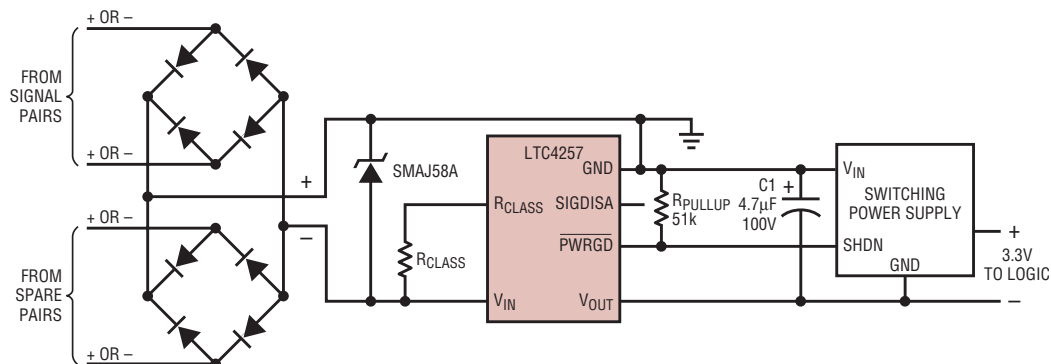 + OR –
FROM
SIGNAL
PAIRS
+ OR –
+
–
+ OR –
FROM
SPARE
PAIRS
+ OR –
SMAJ58A
RCLASS
LTC4257
GND
RCLASS
SIGDISA
PWRGD
VIN
VOUT
RPULLUP
51k
C1
+
4.7µF
100V
VIN
SWITCHING
POWER SUPPLY
SHDN
GND
+
3.3V
TO LOGIC
–